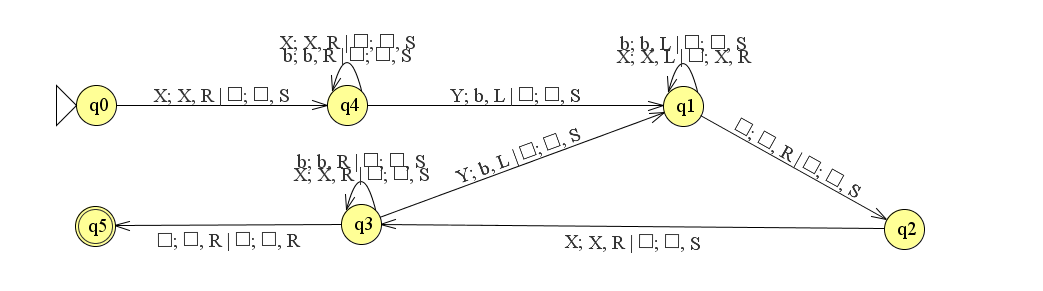 X; X, R | □; □, S
b; b, R | □; □, S
b; b, L | □; □, S
X; X, L | □; X, R
q0
X; X, R | □; □, S
q4
Y; b, L | □; □, S
q1
□; □, R | □; □, S
b; b, R | □; □, S
X; X, R | □; □, S
Y; b, L | □; □, S
q5
q3
q2
□; □, R | □; □, R
X; X, R | □; □, S